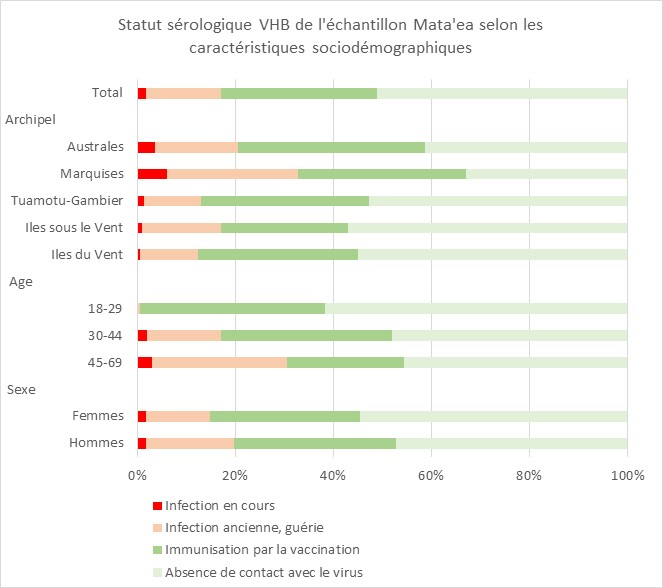 Statut sérologique VHB de l'échantillon Mata'ea selon les
caractéristiques sociodémographiques
Total
Archipel
Australes
Marquises
Tuamotu-Gambier
Iles sous le Vent
Iles du Vent
Age
18-29
30-44
45-69
Sexe
Femmes
Hommes
0% 20% 40% 60% 80% 100%
Infection en cours
Infection ancienne, guérie
Immunisation par la vaccination
Absence de contact avec le virus